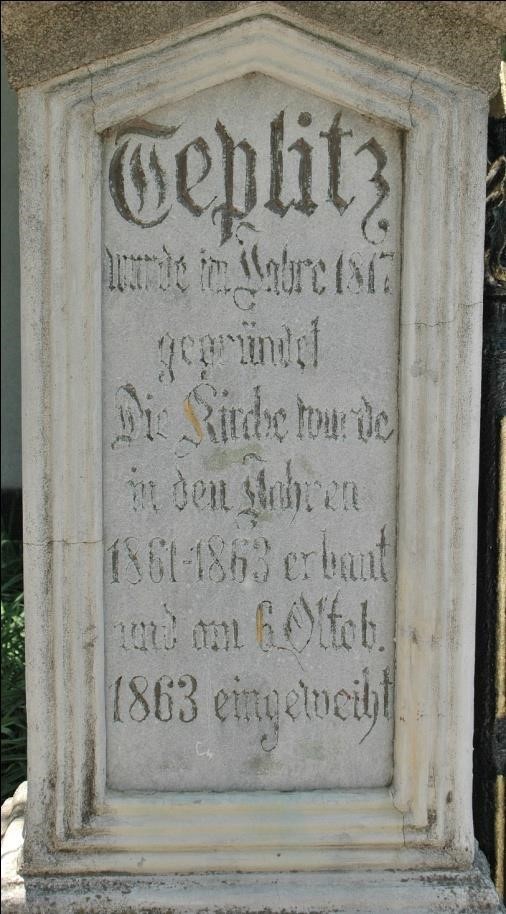 Teplitz
wurde im Jahre 1817
gegründet
Die Kirche wurde
in den Jahren
1861-1863 erbaut
und am 6. Oktob.
1863 eingeweiht